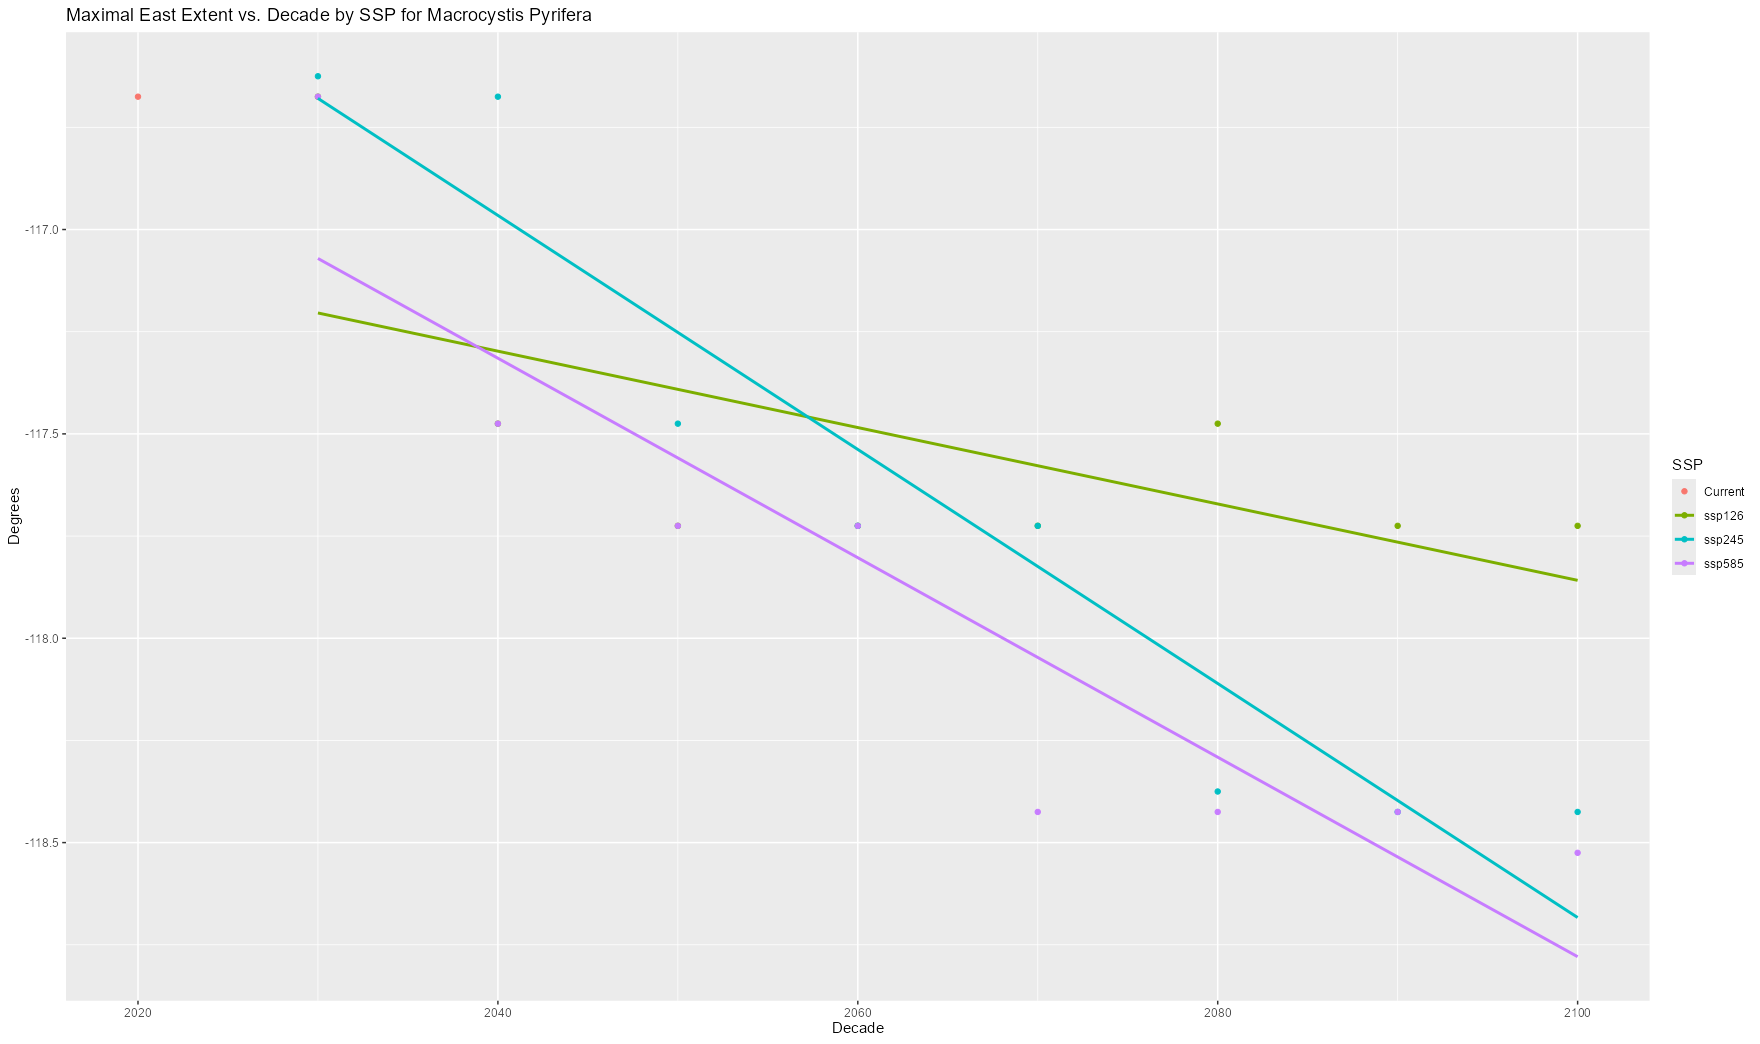 Maximal East Extent vs. Decade by SSP for Macrocystis Pyrifera
-117.0
-117.5
-118.0
-118.5
Degrees
2020 2040 2060 2080 2100
Decade
SSP
Current
ssp126
ssp245
ssp585